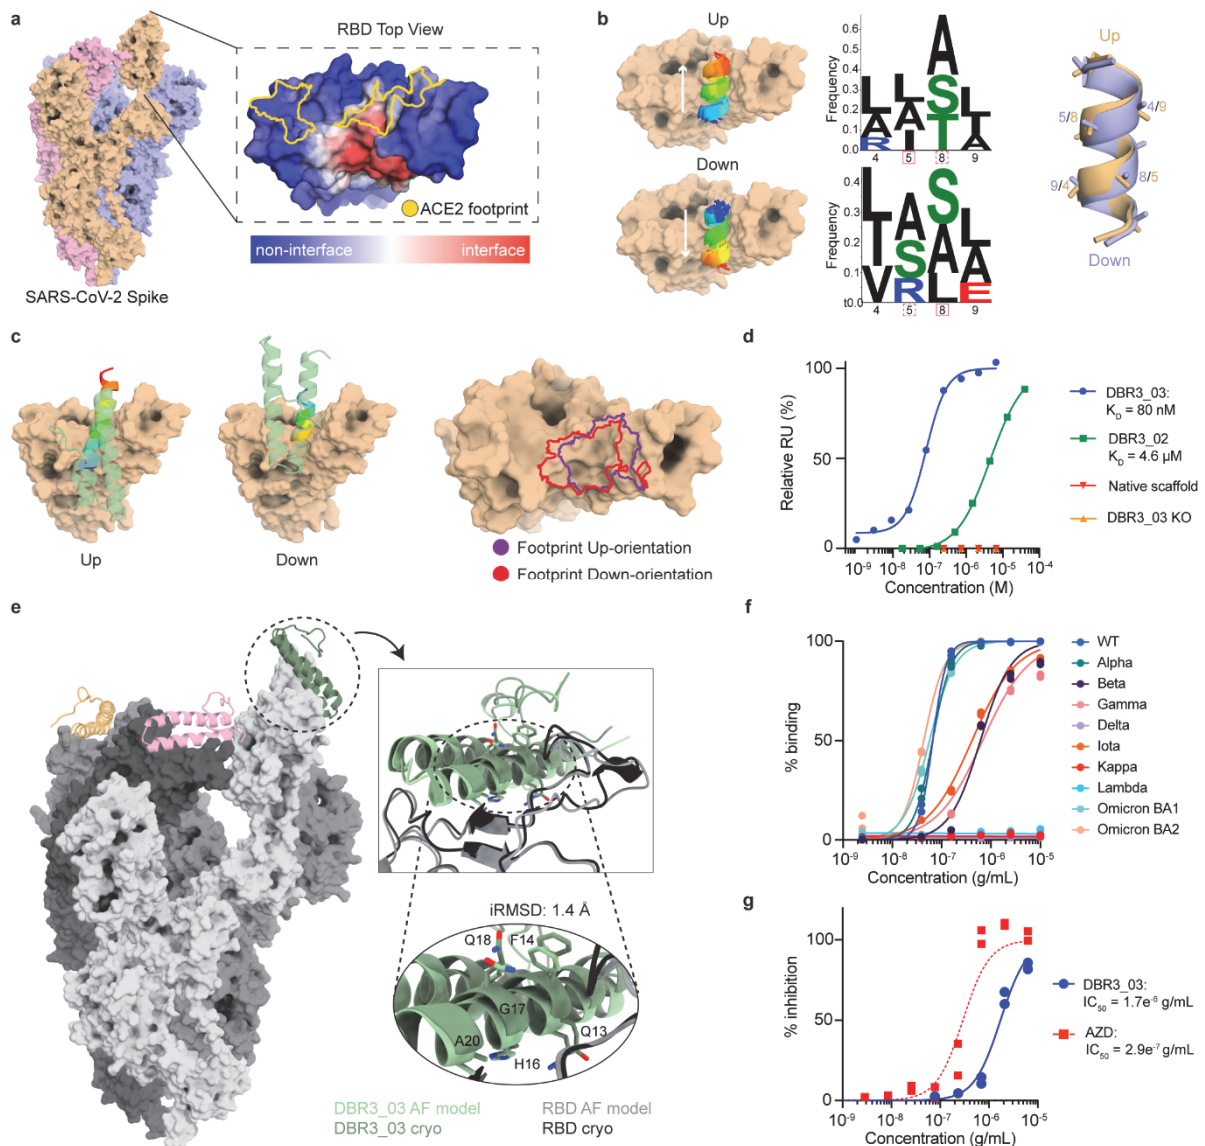 a
RBD Top View
ACE2 footprint
non-interface
interface
SARS-CoV-2 Spike
b
Up
Down
Frequency
0.6
0.5
0.4
0.3
0.2
0.1
0.0
L A R
L A I
A S T
L I A
4 5 8 9
Frequency
0.4
0.3
0.2
0.1
0.0
L T V
A S R
S A L
L A E
4 5 8 9
Up
5/8
4/9
9/4
8/5
Down
c
Up
Down
Footprint Up-orientation
Footprint Down-orientation
d
Relative RU (%)
100
50
0
10⁻⁹ 10⁻⁸ 10⁻⁷ 10⁻⁶ 10⁻⁵ 10⁻⁴
Concentration (M)
DBR3_03:
K_D = 80 nM
DBR3_02
K_D = 4.6 µM
Native scaffold
DBR3_03 KO
e
iRMSD: 1.4 Å
Q18
F14
G17
Q13
A20
H16
DBR3_03 AF model
DBR3_03 cryo
RBD AF model
RBD cryo
f
% binding
100
50
0
10⁻⁹ 10⁻⁸ 10⁻⁷ 10⁻⁶ 10⁻⁵
Concentration (g/mL)
WT
Alpha
Beta
Gamma
Delta
Iota
Kappa
Lambda
Omicron BA1
Omicron BA2
g
% inhibition
100
50
0
10⁻⁹ 10⁻⁸ 10⁻⁷ 10⁻⁶ 10⁻⁵
Concentration (g/mL)
DBR3_03:
IC₅₀ = 1.7e⁻⁶ g/mL
AZD:
IC₅₀ = 2.9e⁻⁷ g/mL